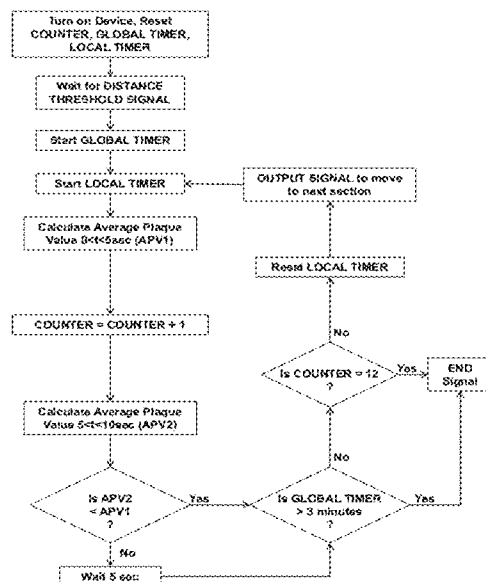 Turn on Device, Reset
COUNTER, GLOBAL TIMER,
LOCAL TIMER
Wait for DISTANCE
THRESHOLD SIGNAL
Start GLOBAL TIMER
Start LOCAL TIMER
Calculate Average Plaque
Value 0<t<5sec (APV1)
COUNTER = COUNTER + 1
Calculate Average Plaque
Value 5<t<10sec (APV2)
Is APV2
< APV1
?
Yes
No
Wait 5 sec
Is GLOBAL TIMER
> 3 minutes
?
Yes
No
Is COUNTER = 12
?
Yes
No
END
Signal
Reset LOCAL TIMER
OUTPUT SIGNAL to move
to next section